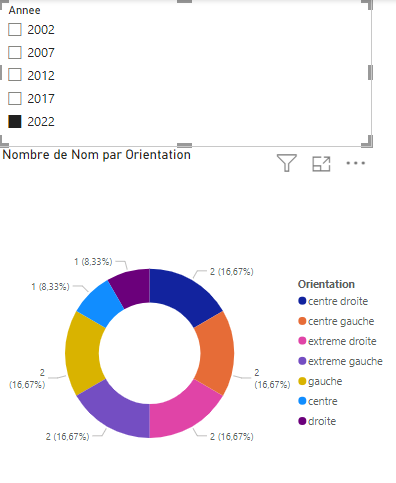 Annee
2002
2007
2012
2017
2022
Nombre de Nom par Orientation
1 (8,33%)
2 (16,67%)
1 (8,33%)
2
(16,67%)
2
(16,67%)
2 (16,67%)
2 (16,67%)
Orientation
centre droite
centre gauche
extreme droite
extreme gauche
gauche
centre
droite